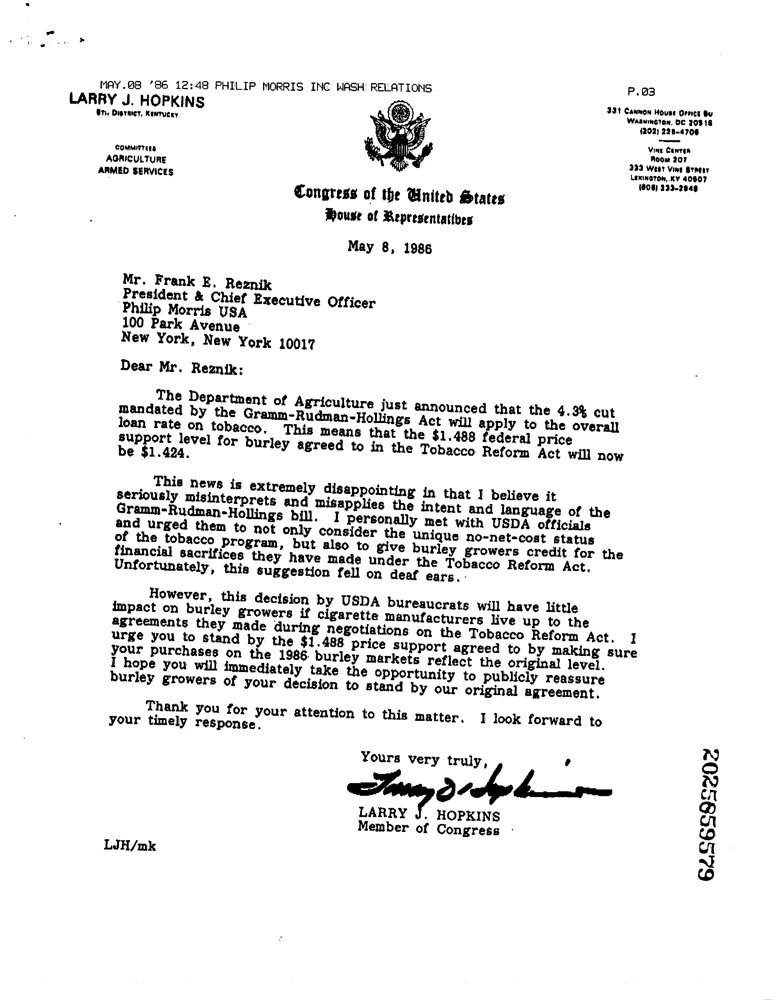 MAY.08 '86 12:48 PHILIP MORRIS INC WASH RELATIONS
P.03
LARRY J. HOPKINS
6TH DISTRICT, KENTUCKY
COMMITTEES
AGRICULTURE
ARMED SERVICES
331 CANNON HOUSE OFFICE BU
WASHINGTON, DC 20515
(202) 225-4706
VINE CENTER
ROOM 207
333 WEST VINE STREET
LEXINGTON, KY 40507
(606) 233-2848
Congress of the United States
House of Representatives
May 8, 1986
Mr. Frank E. Reznik
President & Chief Executive Officer
Philip Morris USA
100 Park Avenue
New York, New York 10017
Dear Mr. Reznik:
The Department of Agriculture just announced that the 4.3% cut
mandated by the Gramm-Rudman-Hollings Act will apply to the overall
loan rate on tobacco. This means that the $1.488 federal price
support level for burley agreed to in the Tobacco Reform Act will now
be $1.424.
This news is extremely disappointing in that I believe it
seriously misinterprets and misapplies the intent and language of the
Gramm-Rudman-Hollings bill. I personally met with USDA officials
and urged them to not only consider the unique no-net-cost status
of the tobacco program, but also to give burley growers credit for the
financial sacrifices they have made under the Tobacco Reform Act.
Unfortunately, this suggestion fell on deaf ears.
However, this decision by USDA bureaucrats will have little
impact on burley growers if cigarette manufacturers live up to the
agreements they made during negotiations on the Tobacco Reform Act. I
urge you to stand by the $1.488 price support agreed to by making sure
your purchases on the 1986 burley markets reflect the original level.
I hope you will immediately take the opportunity to publicly reassure
burley growers of your decision to stand by our original agreement.
Thank you for your attention to this matter. I look forward to
your timely response.
Yours very truly,
Larry J. Hopkins
LARRY J. HOPKINS
Member of Congress
LJH/mk
2025659579